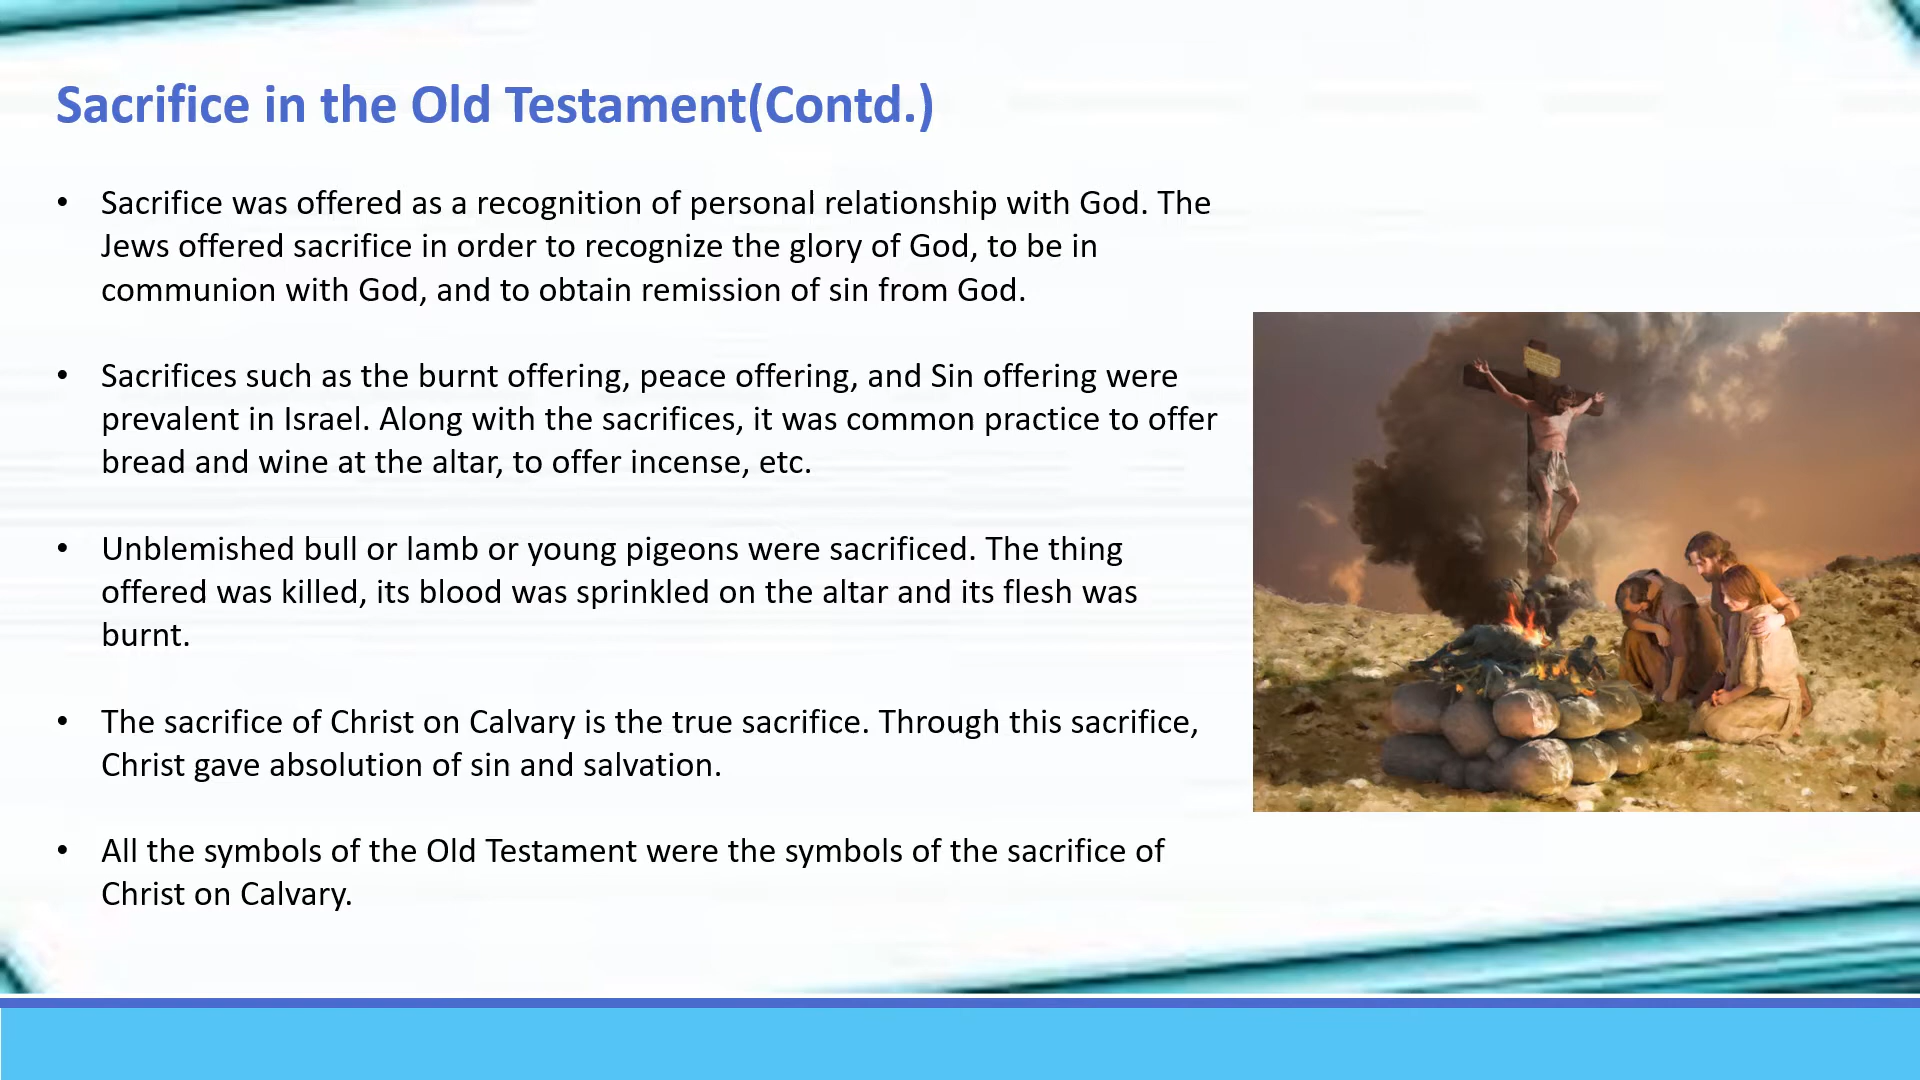 Sacrifice in the Old Testament(Contd.)
• Sacrifice was offered as a recognition of personal relationship with God. The
Jews offered sacrifice in order to recognize the glory of God, to be in
communion with God, and to obtain remission of sin from God.
• Sacrifices such as the burnt offering, peace offering, and Sin offering were
prevalent in Israel. Along with the sacrifices, it was common practice to offer
bread and wine at the altar, to offer incense, etc.
• Unblemished bull or lamb or young pigeons were sacrificed. The thing
offered was killed, its blood was sprinkled on the altar and its flesh was
burnt.
• The sacrifice of Christ on Calvary is the true sacrifice. Through this sacrifice,
Christ gave absolution of sin and salvation.
• All the symbols of the Old Testament were the symbols of the sacrifice of
Christ on Calvary.